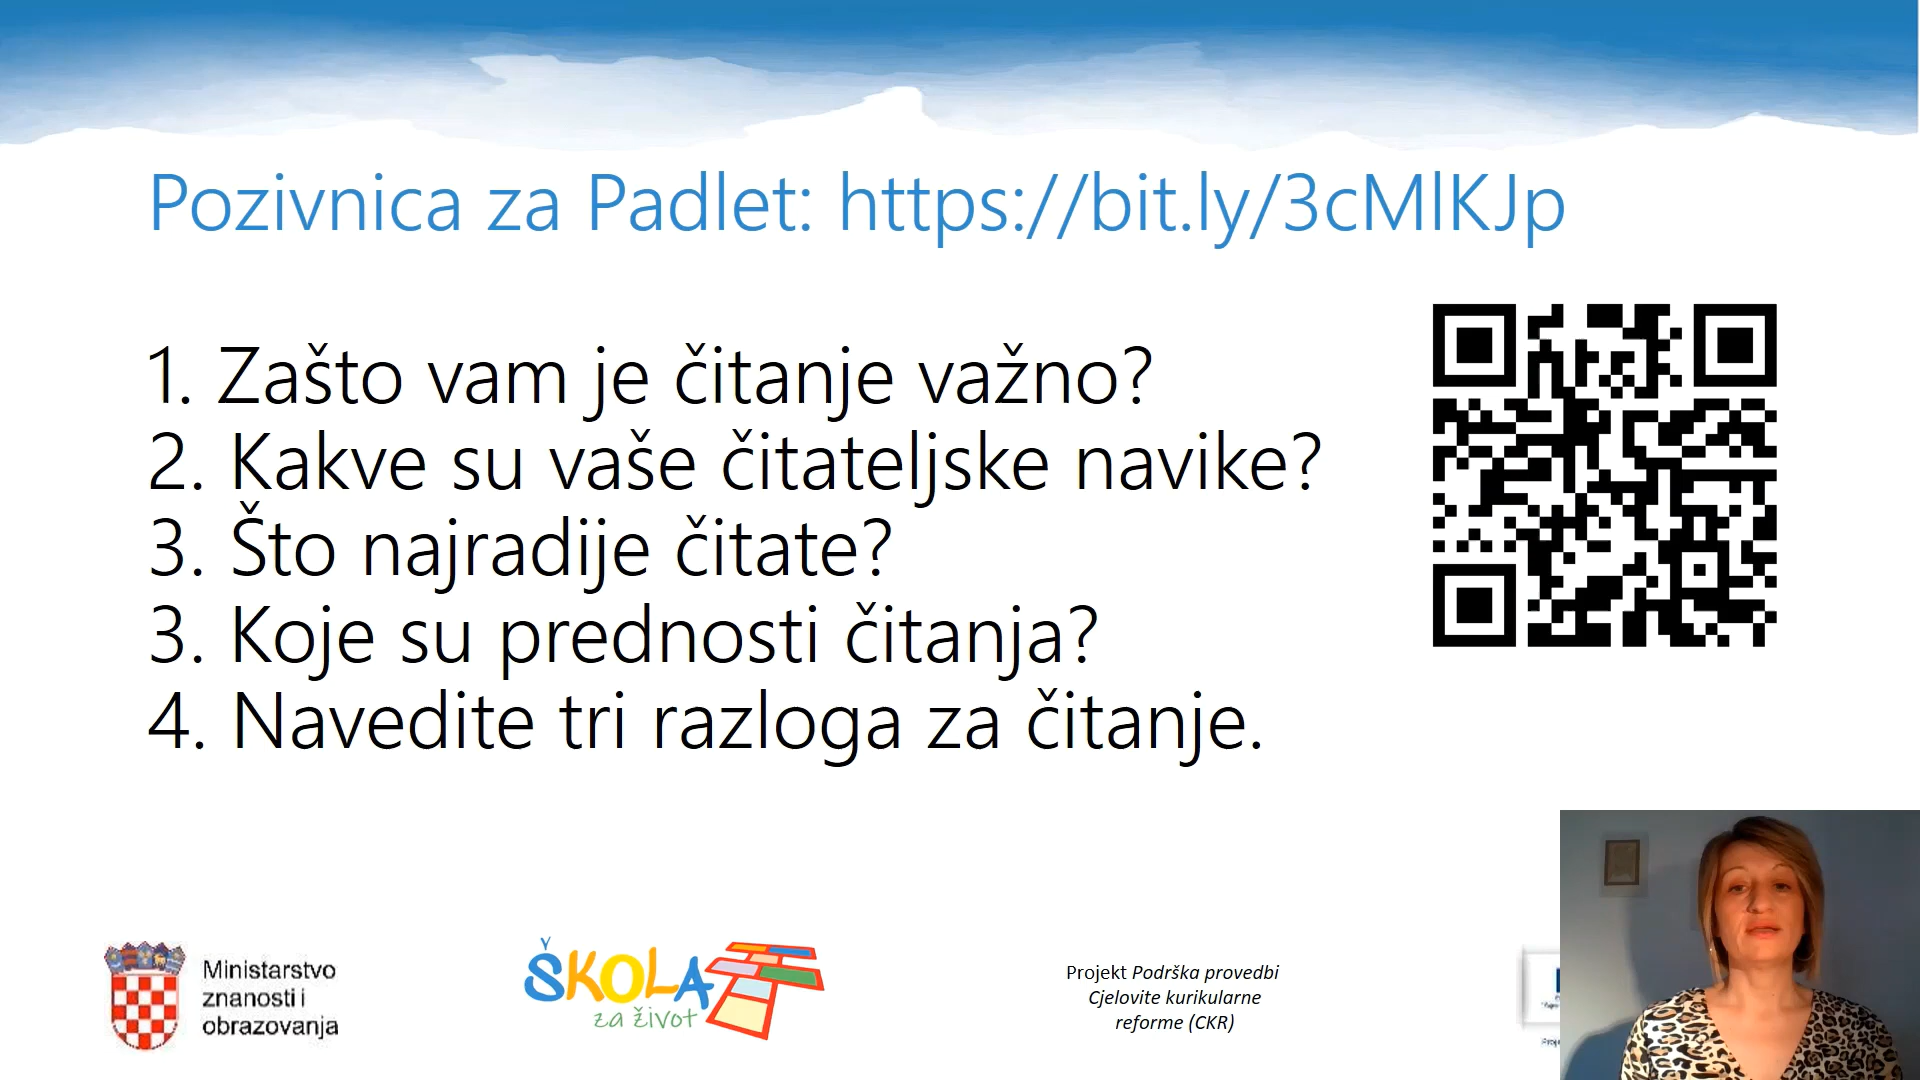 Pozivnica za Padlet: https://bit.ly/3cMlKJp
1. Zašto vam je čitanje važno?
2. Kakve su vaše čitateljske navike?
3. Što najradije čitate?
3. Koje su prednosti čitanja?
4. Navedite tri razloga za čitanje.
Ministarstvo
znanosti i
obrazovanja
ŠKOLA
za život
Projekt Podrška provedbi
Cjelovite kurikularne
reforme (CKR)